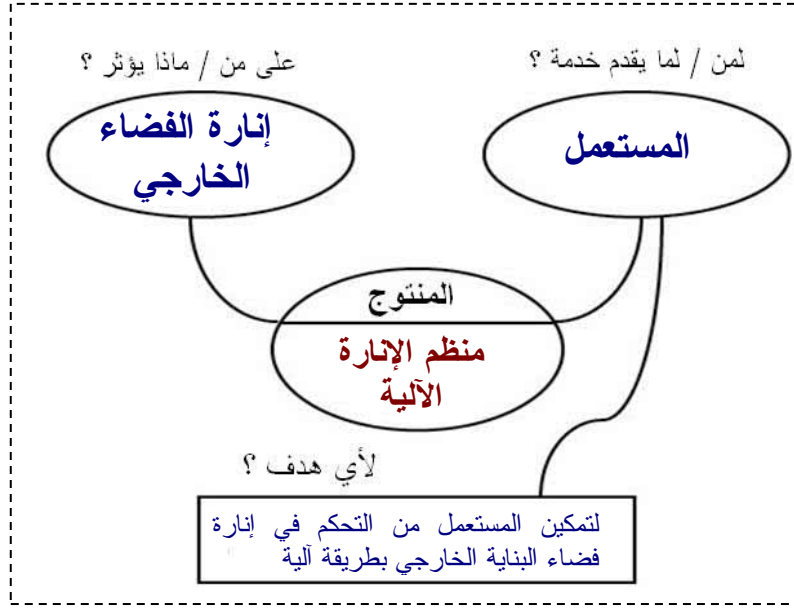 لمن / لما يقدم خدمة ؟
على من / ماذا يؤثر ؟
المستعمل
إنارة الفضاء
الخارجي
المنتوج
منظم الإنارة
الآلية
لأي هدف ؟
لتمكين المستعمل من التحكم في إنارة
فضاء البناية الخارجي بطريقة آلية